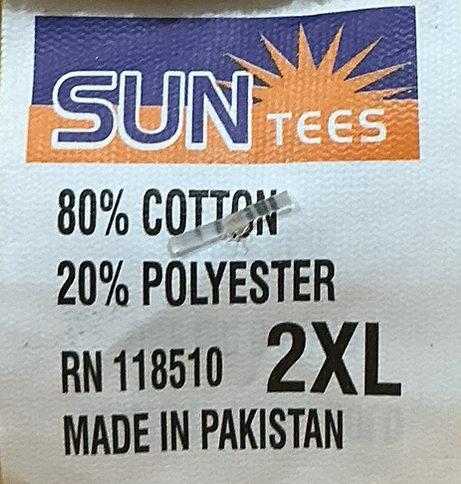 SUN TEES
80% COTTON
20% POLYESTER
RN 118510 2XL
MADE IN PAKISTAN